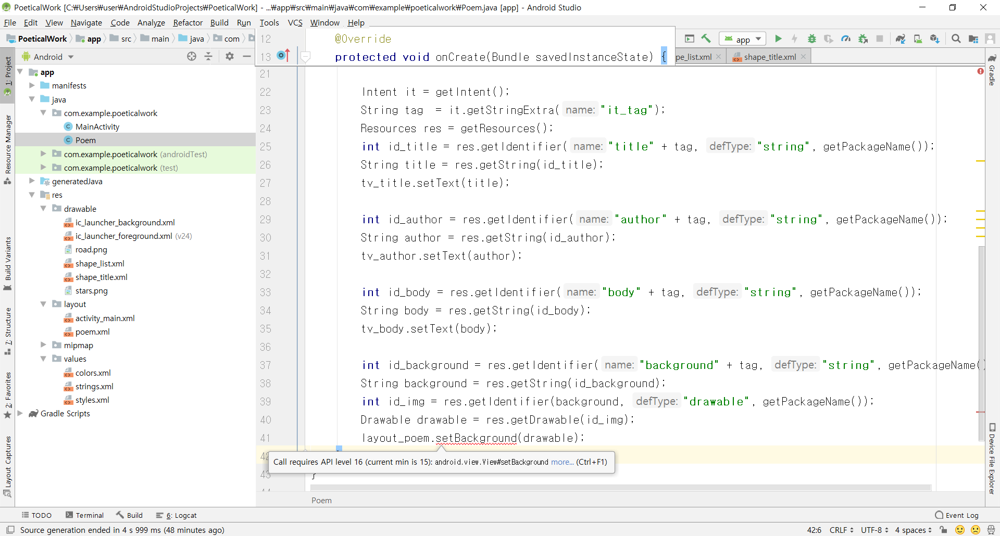 PoeticalWork [C:₩Users₩user₩AndroidStudioProjects₩PoeticalWork] - ...₩app₩src₩main₩java₩com₩example₩poeticalwork₩Poem.java [app] - Android Studio
File Edit View Navigate Code Analyze Refactor Build Run Tools VCS Window Help
PoeticalWork app src main java com
app
Android
pe_list.xml shape_title.xml
1: Project
Resource Manager
Build Variants
7: Structure
2: Favorites
Layout Captures
app
manifests
java
com.example.poeticalwork
MainActivity
Poem
com.example.poeticalwork (androidTest)
com.example.poeticalwork (test)
generatedJava
res
drawable
ic_launcher_background.xml
ic_launcher_foreground.xml (v24)
road.png
shape_list.xml
shape_title.xml
stars.png
layout
activity_main.xml
poem.xml
mipmap
values
colors.xml
strings.xml
styles.xml
Gradle Scripts
12 @Override
13 protected void onCreate(Bundle savedInstanceState) {
21
22 Intent it = getIntent();
23 String tag  = it.getStringExtra( name: "it_tag");
24 Resources res = getResources();
25 int id_title = res.getIdentifier( name: "title" + tag, defType: "string", getPackageName());
26 String title = res.getString(id_title);
27 tv_title.setText(title);
28
29 int id_author = res.getIdentifier( name: "author" + tag, defType: "string", getPackageName());
30 String author = res.getString(id_author);
31 tv_author.setText(author);
32
33 int id_body = res.getIdentifier( name: "body" + tag, defType: "string", getPackageName());
34 String body = res.getString(id_body);
35 tv_body.setText(body);
36
37 int id_background = res.getIdentifier( name: "background" + tag, defType: "string", getPackageName()
38 String background = res.getString(id_background);
39 int id_img = res.getIdentifier(background, defType: "drawable", getPackageName());
40 Drawable drawable = res.getDrawable(id_img);
41 layout_poem.setBackground(drawable);
42
Call requires API level 16 (current min is 15): android.view.View#setBackground more... (Ctrl+F1)
43 }
Poem
Gradle
Device File Explorer
TODO Terminal Build 6: Logcat Event Log
Source generation ended in 4 s 999 ms (48 minutes ago) 42:6 CRLF UTF-8 4 spaces